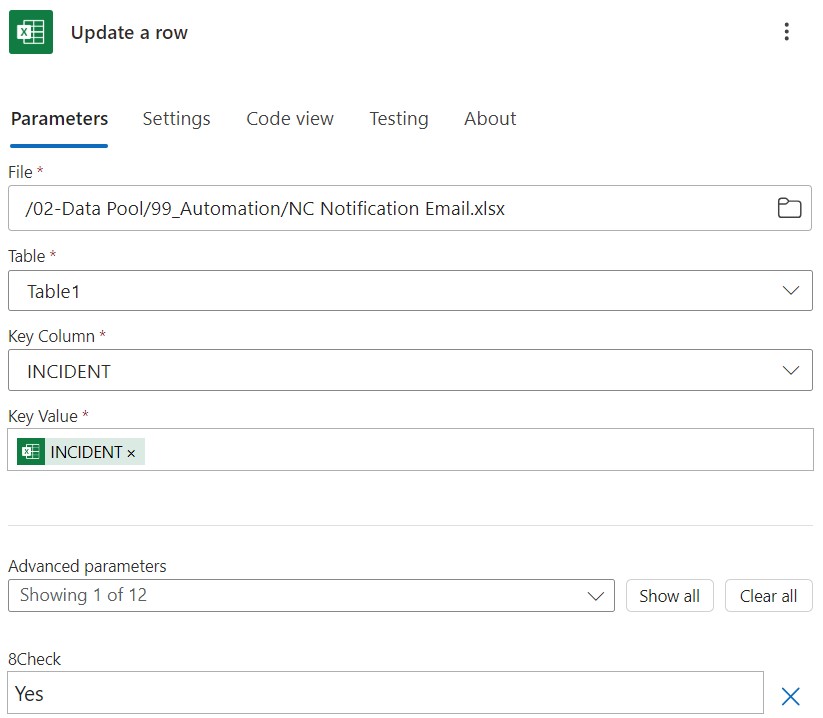 Update a row
Parameters Settings Code view Testing About
File *
/02-Data Pool/99_Automation/NC Notification Email.xlsx
Table *
Table1
Key Column *
INCIDENT
Key Value *
INCIDENT ×
Advanced parameters
Showing 1 of 12 Show all Clear all
8Check
Yes